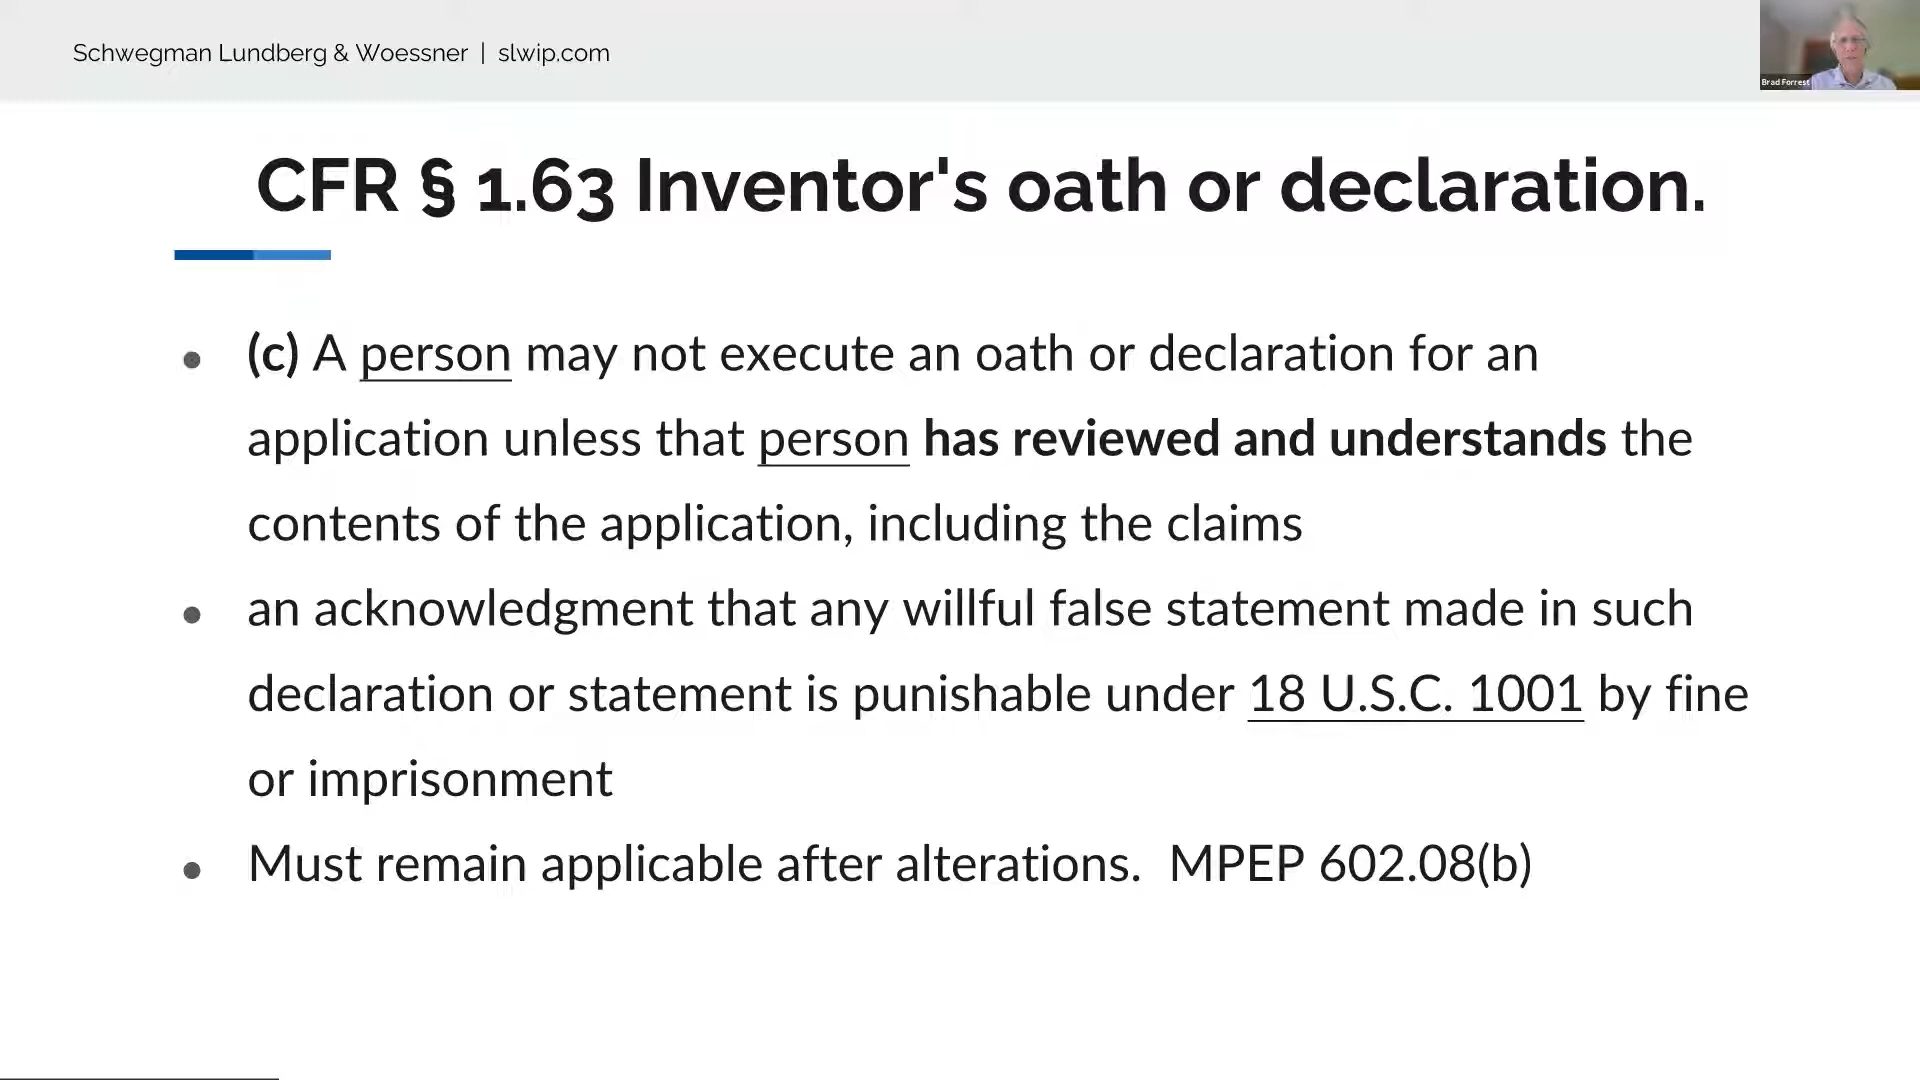 Schwegman Lundberg & Woessner | slwip.com
Brad Forrest
CFR § 1.63 Inventor's oath or declaration.
• (c) A person may not execute an oath or declaration for an
application unless that person has reviewed and understands the
contents of the application, including the claims
• an acknowledgment that any willful false statement made in such
declaration or statement is punishable under 18 U.S.C. 1001 by fine
or imprisonment
• Must remain applicable after alterations.  MPEP 602.08(b)